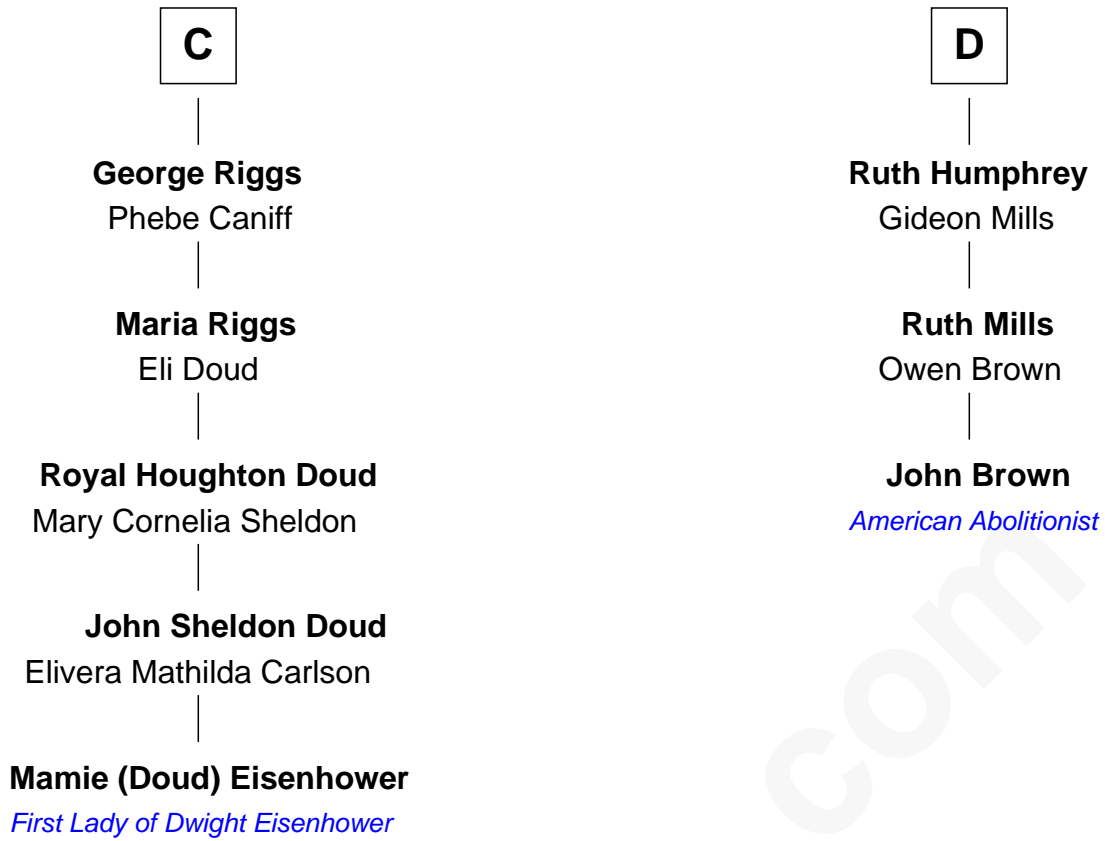 C
George Riggs
Phebe Caniff
Maria Riggs
Eli Doud
Royal Houghton Doud
Mary Cornelia Sheldon
John Sheldon Doud
Elivera Mathilda Carlson
Mamie (Doud) Eisenhower
First Lady of Dwight Eisenhower
D
Ruth Humphrey
Gideon Mills
Ruth Mills
Owen Brown
John Brown
American Abolitionist
com